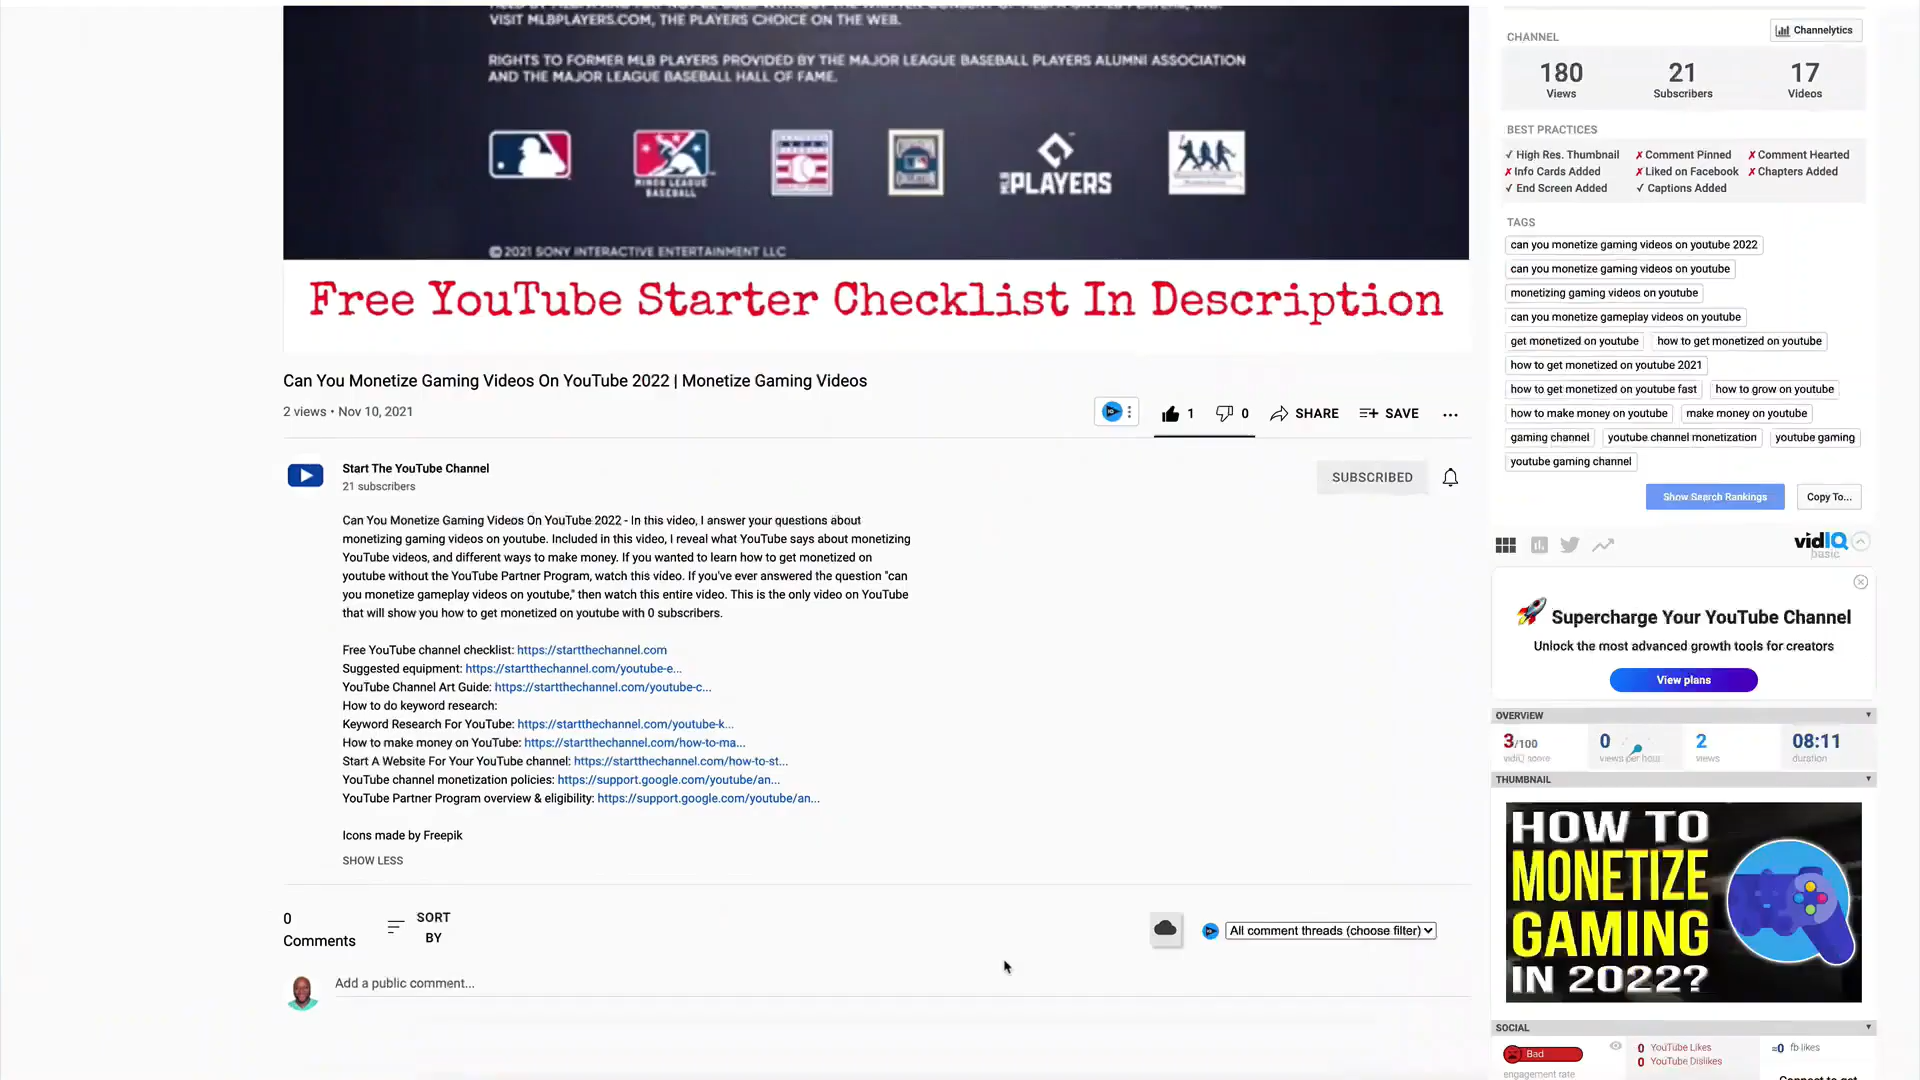 VISIT MLBPLAYERS.COM, THE PLAYERS CHOICE ON THE WEB.
RIGHTS TO FORMER MLB PLAYERS PROVIDED BY THE MAJOR LEAGUE BASEBALL PLAYERS ALUMNI ASSOCIATION
AND THE MAJOR LEAGUE BASEBALL HALL OF FAME.
MINOR LEAGUE
BASEBALL
PLAYERS
© 2021 SONY INTERACTIVE ENTERTAINMENT LLC
Free YouTube Starter Checklist In Description
Can You Monetize Gaming Videos On YouTube 2022 | Monetize Gaming Videos
2 views • Nov 10, 2021
1
0
SHARE
SAVE
Start The YouTube Channel
21 subscribers
SUBSCRIBED
Can You Monetize Gaming Videos On YouTube 2022 - In this video, I answer your questions about
monetizing gaming videos on youtube. Included in this video, I reveal what YouTube says about monetizing
YouTube videos, and different ways to make money. If you wanted to learn how to get monetized on
youtube without the YouTube Partner Program, watch this video. If you've ever answered the question "can
you monetize gameplay videos on youtube," then watch this entire video. This is the only video on YouTube
that will show you how to get monetized on youtube with 0 subscribers.
Free YouTube channel checklist: https://startthechannel.com
Suggested equipment: https://startthechannel.com/youtube-e...
YouTube Channel Art Guide: https://startthechannel.com/youtube-c...
How to do keyword research:
Keyword Research For YouTube: https://startthechannel.com/youtube-k...
How to make money on YouTube: https://startthechannel.com/how-to-ma...
Start A Website For Your YouTube channel: https://startthechannel.com/how-to-st...
YouTube channel monetization policies: https://support.google.com/youtube/an...
YouTube Partner Program overview & eligibility: https://support.google.com/youtube/an...
Icons made by Freepik
SHOW LESS
0
Comments
SORT
BY
All comment threads (choose filter)
Add a public comment...
CHANNEL
Channelytics
180 21 17
Views Subscribers Videos
BEST PRACTICES
✓ High Res. Thumbnail ✗ Comment Pinned ✗ Comment Hearted
✗ Info Cards Added ✗ Liked on Facebook ✗ Chapters Added
✓ End Screen Added ✓ Captions Added
TAGS
can you monetize gaming videos on youtube 2022
can you monetize gaming videos on youtube
monetizing gaming videos on youtube
can you monetize gameplay videos on youtube
get monetized on youtube how to get monetized on youtube
how to get monetized on youtube 2021
how to get monetized on youtube fast how to grow on youtube
how to make money on youtube make money on youtube
gaming channel youtube channel monetization youtube gaming
youtube gaming channel
Show Search Rankings Copy To...
vidIQ
basic
Supercharge Your YouTube Channel
Unlock the most advanced growth tools for creators
View plans
OVERVIEW
3/100 0 2 08:11
vidIQ score views per hour views duration
THUMBNAIL
HOW TO
MONETIZE
GAMING
IN 2022?
SOCIAL
Bad
engagement rate
0 YouTube Likes
0 YouTube Dislikes
≈0 fb likes